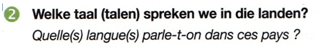 2 Welke taal (talen) spreken we in die landen?
Quelle(s) langue(s) parle-t-on dans ces pays ?